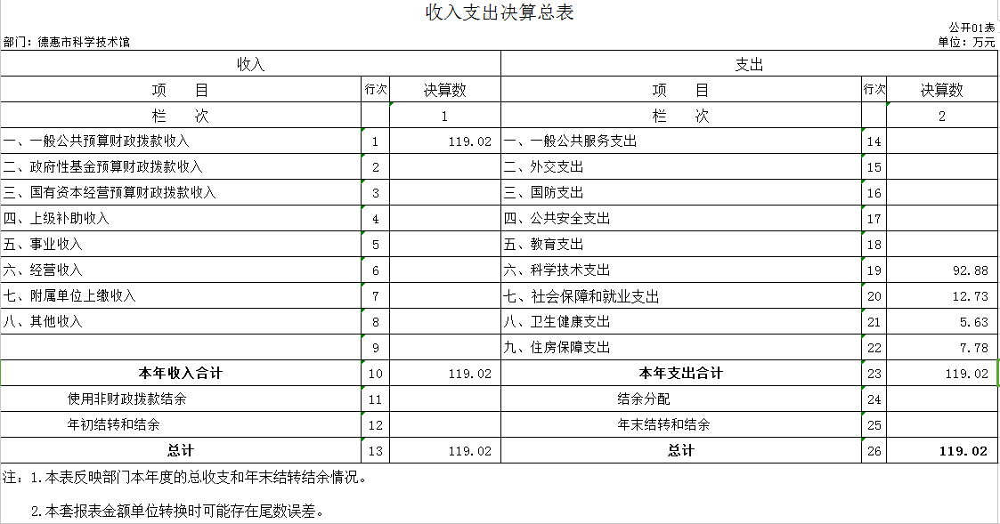 收入支出决算总表
公开01表
部门：德惠市科学技术馆 单位：万元
收入 支出
项 目 行次 决算数 项 目 行次 决算数
栏 次 1 栏 次 2
一、一般公共预算财政拨款收入 1 119.02 一、一般公共服务支出 14
二、政府性基金预算财政拨款收入 2 二、外交支出 15
三、国有资本经营预算财政拨款收入 3 三、国防支出 16
四、上级补助收入 4 四、公共安全支出 17
五、事业收入 5 五、教育支出 18
六、经营收入 6 六、科学技术支出 19 92.88
七、附属单位上缴收入 7 七、社会保障和就业支出 20 12.73
八、其他收入 8 八、卫生健康支出 21 5.63
9 九、住房保障支出 22 7.78
本年收入合计 10 119.02 本年支出合计 23 119.02
使用非财政拨款结余 11 结余分配 24
年初结转和结余 12 年末结转和结余 25
总计 13 119.02 总计 26 119.02
注：1.本表反映部门本年度的总收支和年末结转结余情况。
2.本套报表金额单位转换时可能存在尾数误差。